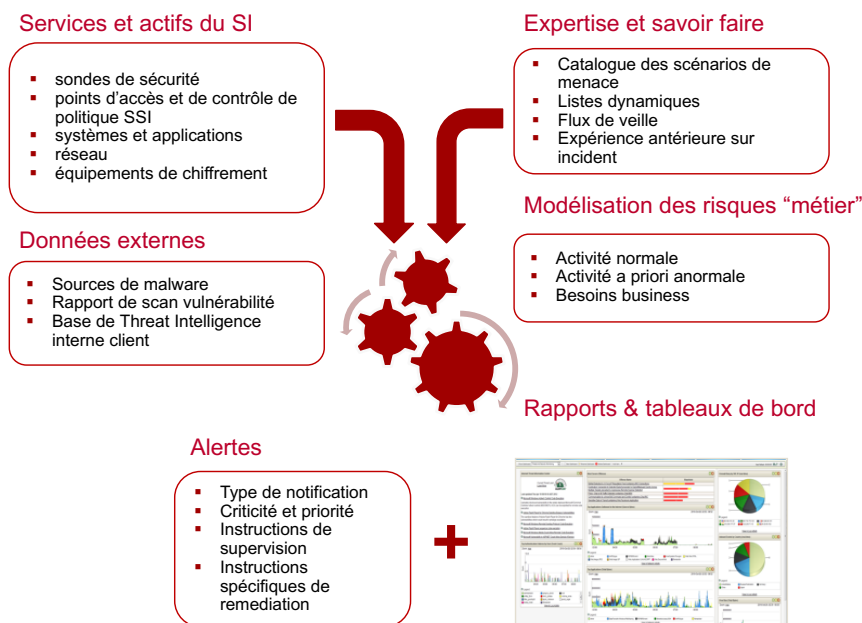 Services et actifs du SI
▪ sondes de sécurité
▪ points d'accès et de contrôle de
politique SSI
▪ systèmes et applications
▪ réseau
▪ équipements de chiffrement
Expertise et savoir faire
▪ Catalogue des scénarios de
menace
▪ Listes dynamiques
▪ Flux de veille
▪ Expérience antérieure sur
incident
Données externes
▪ Sources de malware
▪ Rapport de scan vulnérabilité
▪ Base de Threat Intelligence
interne client
Modélisation des risques “métier”
▪ Activité normale
▪ Activité a priori anormale
▪ Besoins business
Alertes
▪ Type de notification
▪ Criticité et priorité
▪ Instructions de
supervision
▪ Instructions
spécifiques de
remediation
+
Rapports & tableaux de bord